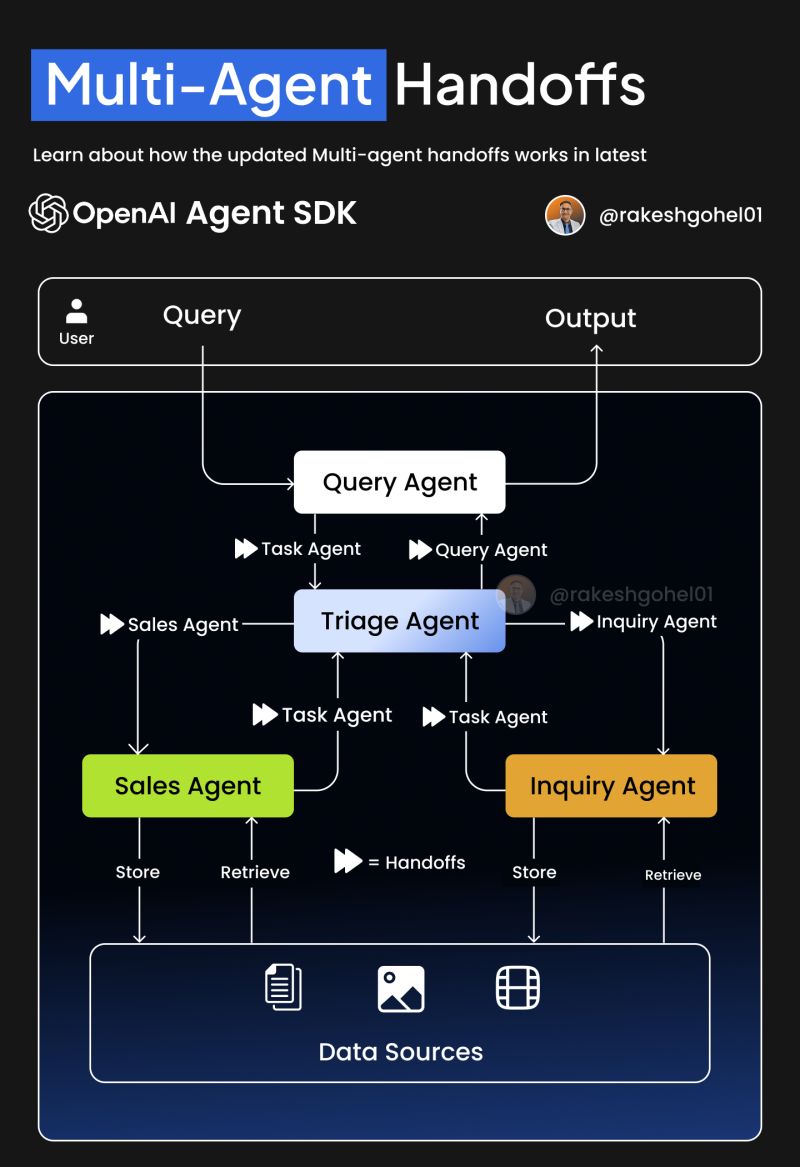 Multi-Agent Handoffs
Learn about how the updated Multi-agent handoffs works in latest
OpenAI Agent SDK
@rakeshgohel01
User
Query
Output
Query Agent
Task Agent
Query Agent
@rakeshgohel01
Sales Agent
Triage Agent
Inquiry Agent
Task Agent
Task Agent
Sales Agent
Inquiry Agent
Store
Retrieve
= Handoffs
Store
Retrieve
Data Sources